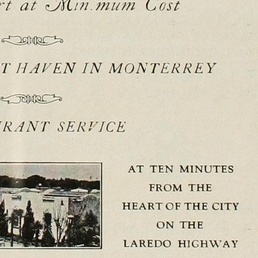 rt at Min.mum Cost
T HAVEN IN MONTERREY
RANT SERVICE
AT TEN MINUTES
FROM THE
HEART OF THE CITY
ON THE
LAREDO HIGHWAY